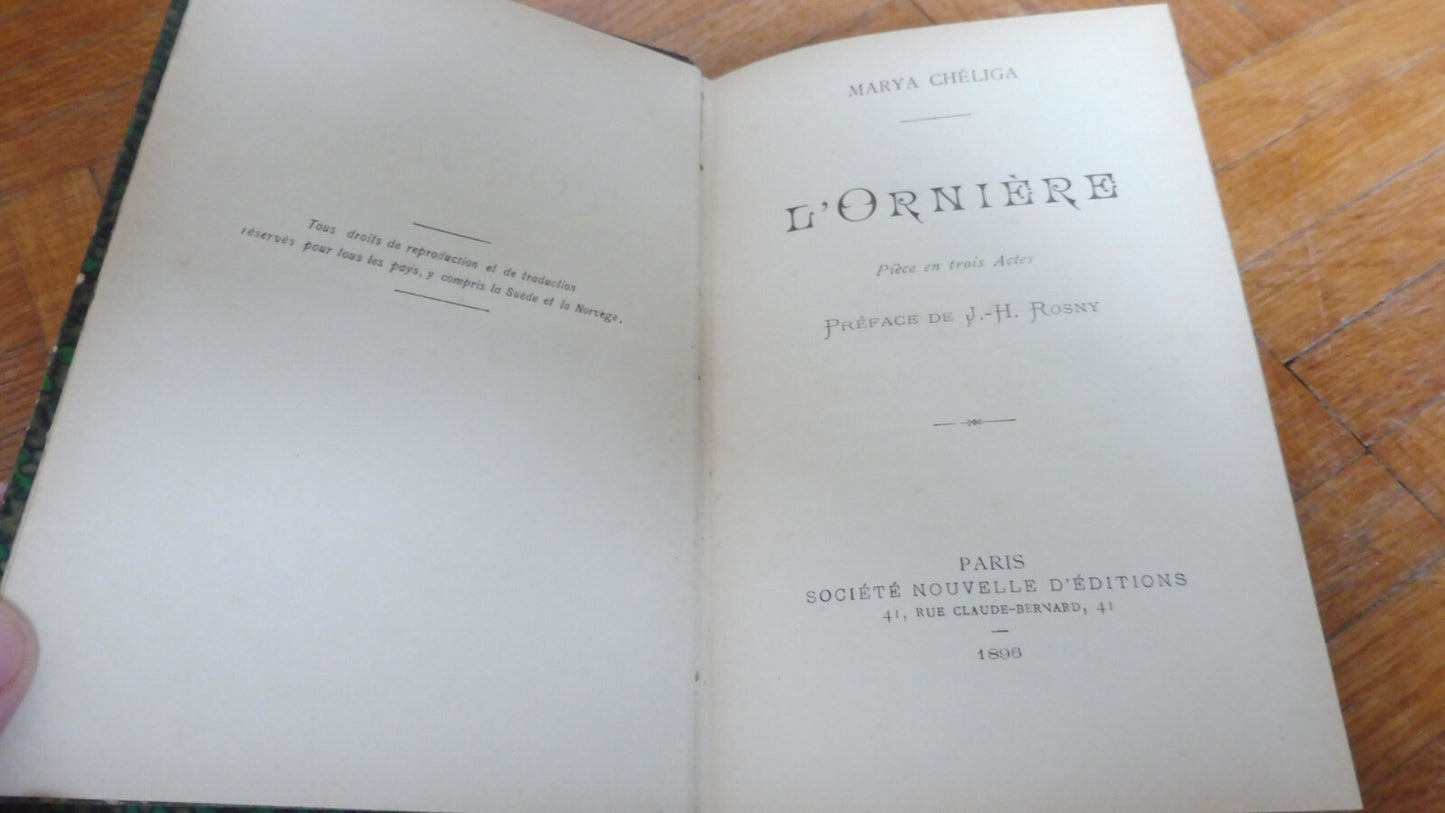 Tous droits de reproduction et de traduction
réservés pour tous les pays, y compris la Suède et la Norvège.
MARYA CHÉLIGA
L'ORNIÈRE
Pièce en trois Actes
PRÉFACE DE J.-H. ROSNY
PARIS
SOCIÉTÉ NOUVELLE D'ÉDITIONS
41, RUE CLAUDE-BERNARD, 41
1896